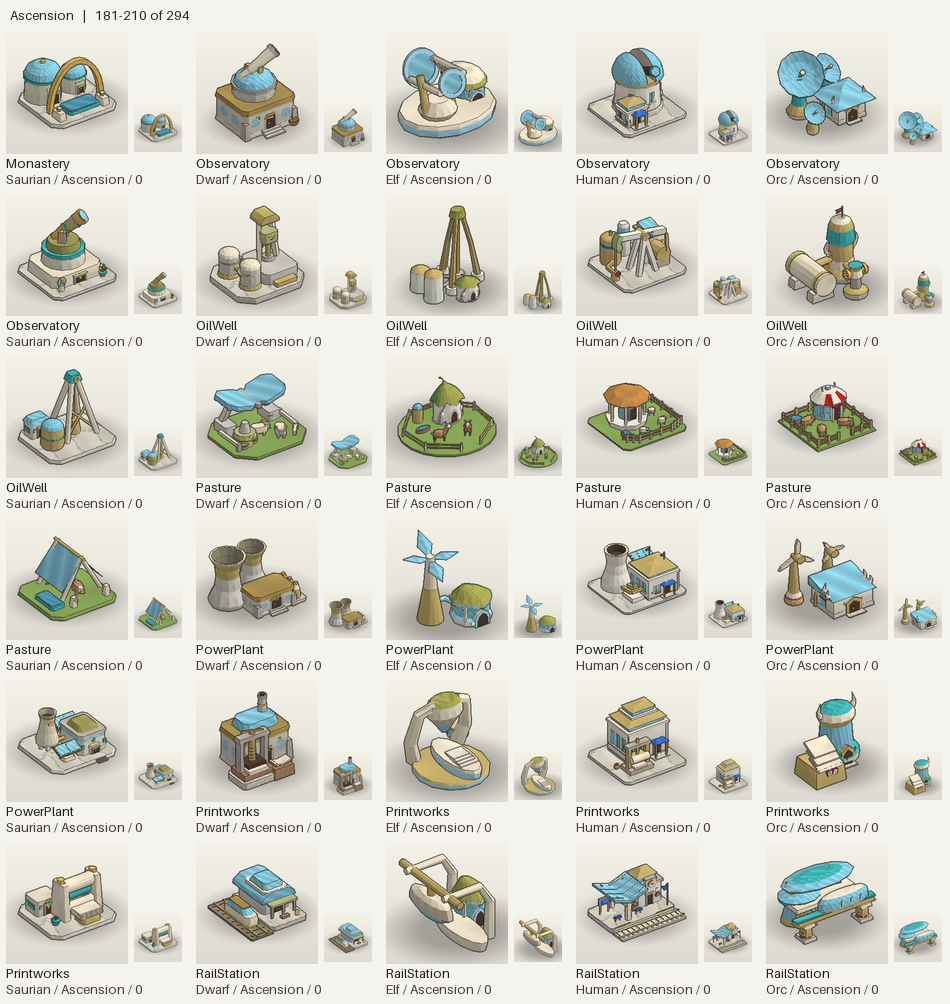 Ascension | 181-210 of 294
Monastery
Saurian / Ascension / 0
Observatory
Dwarf / Ascension / 0
Observatory
Elf / Ascension / 0
Observatory
Human / Ascension / 0
Observatory
Orc / Ascension / 0
Observatory
Saurian / Ascension / 0
OilWell
Dwarf / Ascension / 0
OilWell
Elf / Ascension / 0
OilWell
Human / Ascension / 0
OilWell
Orc / Ascension / 0
OilWell
Saurian / Ascension / 0
Pasture
Dwarf / Ascension / 0
Pasture
Elf / Ascension / 0
Pasture
Human / Ascension / 0
Pasture
Orc / Ascension / 0
Pasture
Saurian / Ascension / 0
PowerPlant
Dwarf / Ascension / 0
PowerPlant
Elf / Ascension / 0
PowerPlant
Human / Ascension / 0
PowerPlant
Orc / Ascension / 0
PowerPlant
Saurian / Ascension / 0
Printworks
Dwarf / Ascension / 0
Printworks
Elf / Ascension / 0
Printworks
Human / Ascension / 0
Printworks
Orc / Ascension / 0
Printworks
Saurian / Ascension / 0
RailStation
Dwarf / Ascension / 0
RailStation
Elf / Ascension / 0
RailStation
Human / Ascension / 0
RailStation
Orc / Ascension / 0